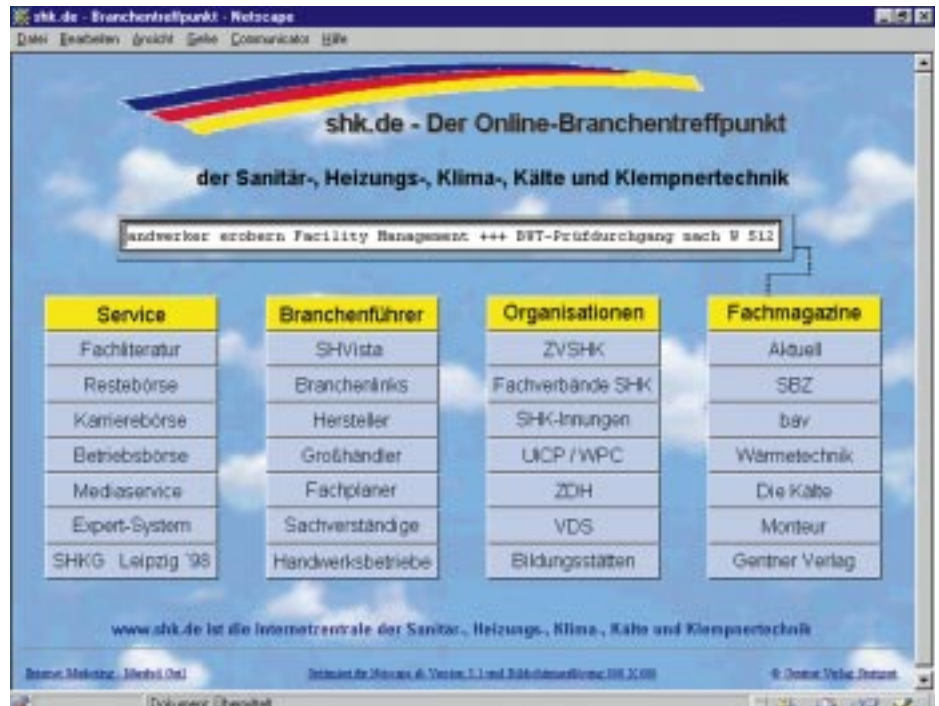 shk.de - Branchentreffpunkt - Netscape
Datei Bearbeiten Ansicht Gehe Communicator Hilfe
shk.de - Der Online-Branchentreffpunkt
der Sanitär-, Heizungs-, Klima-, Kälte und Klempnertechnik
andwerker erobern Facility Management +++ DWT-Prüfdurchgang nach W 512
Service Branchenführer Organisationen Fachmagazine
Fachliteratur SHVista ZVSHK Aktuell
Restebörse Branchenlinks Fachverbände SHK SBZ
Karrierebörse Hersteller SHK-Innungen bav
Betriebsbörse Großhändler UICP / WPC Wärmetechnik
Mediaservice Fachplaner ZDH Die Kälte
Expert-System Sachverständige VDS Monteur
SHKG Leipzig '98 Handwerksbetriebe Bildungsstätten Gentner Verlag
www.shk.de ist die Internetzentrale der Sanitär-, Heizungs-, Klima-, Kälte und Klempnertechnik
© Gentner Verlag Stuttgart
Dokument: Übermittelt